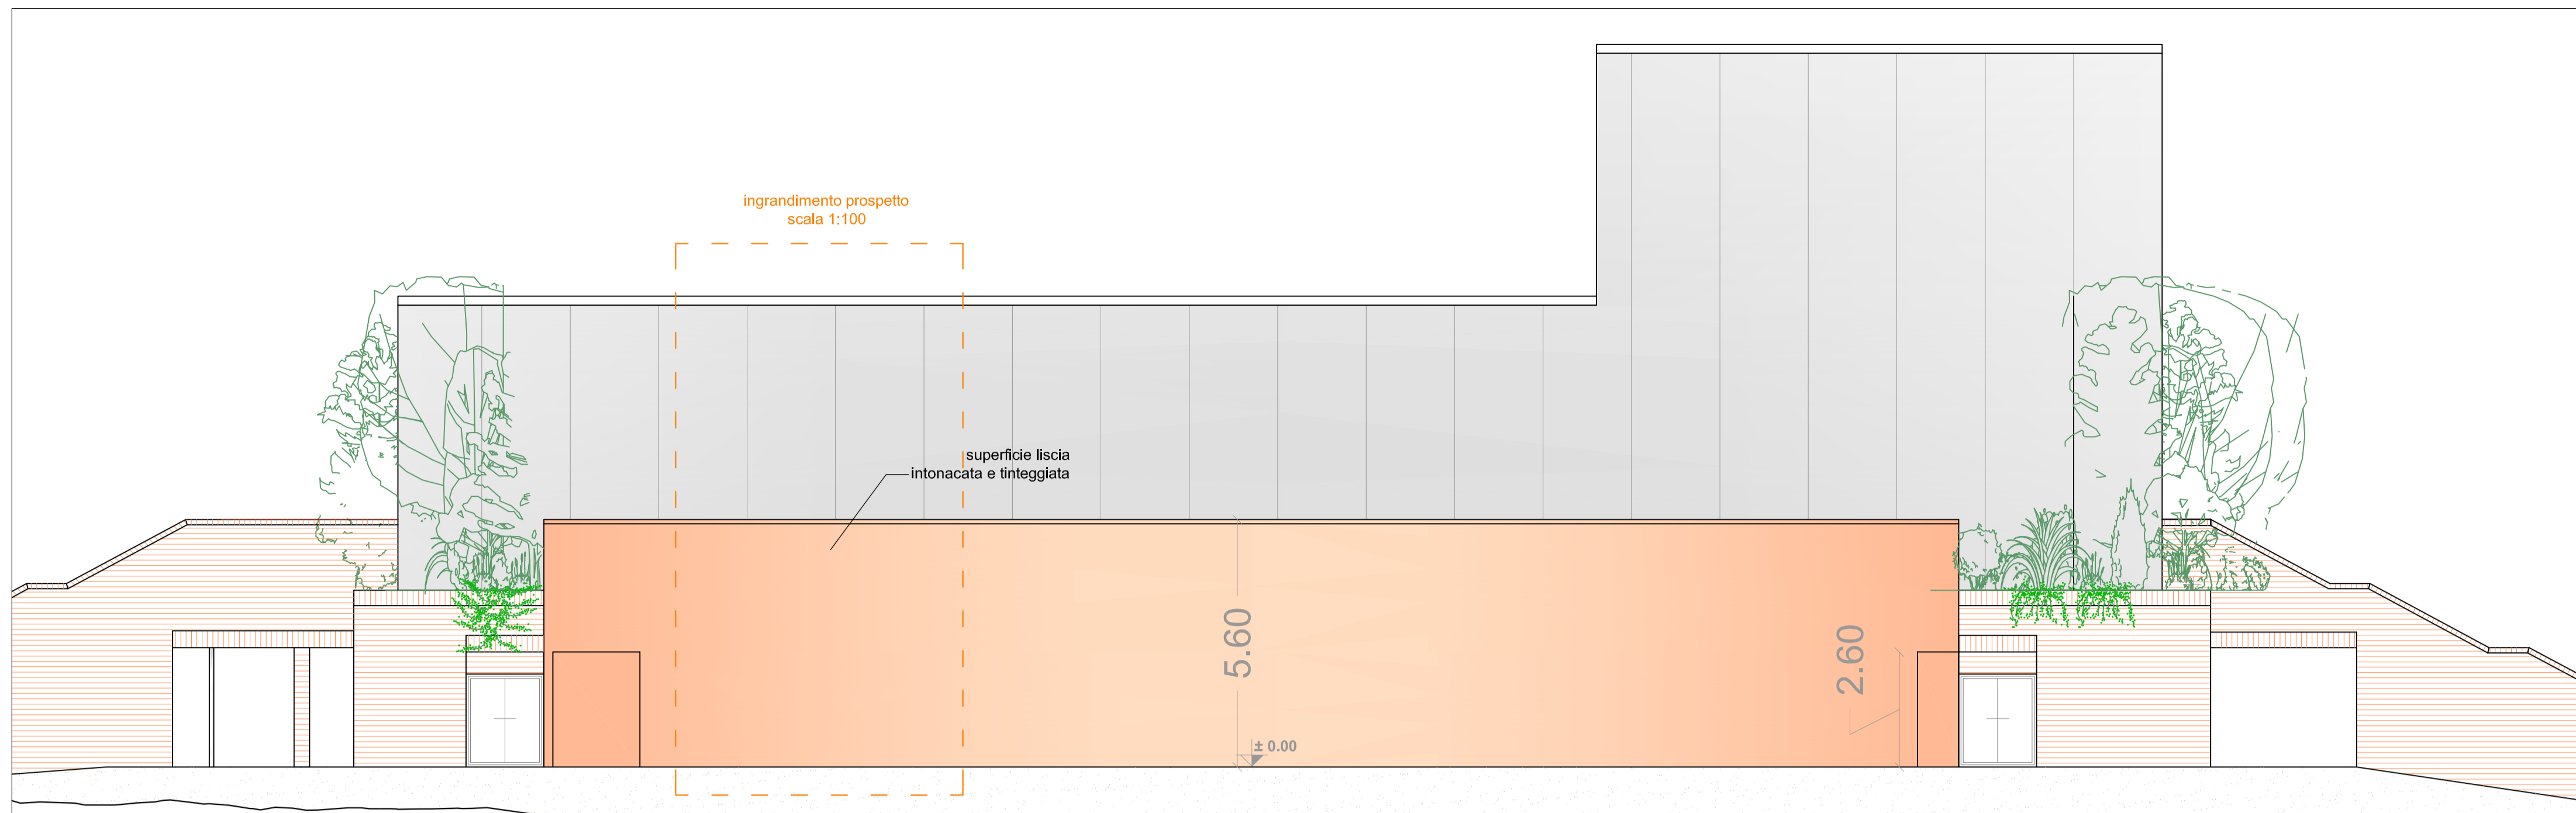 ingrandimento prospetto
scala 1:100
superficie liscia
intonacata e tinteggiata
5.60
2.60
± 0.00